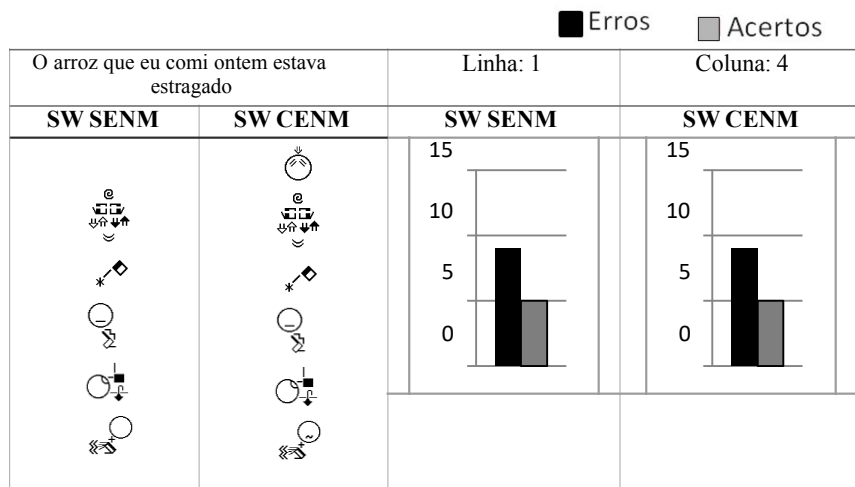 Erros Acertos
O arroz que eu comi ontem estava
estragado
Linha: 1
Coluna: 4
SW SENM
SW CENM
SW SENM
SW CENM
15
10
5
0
15
10
5
0